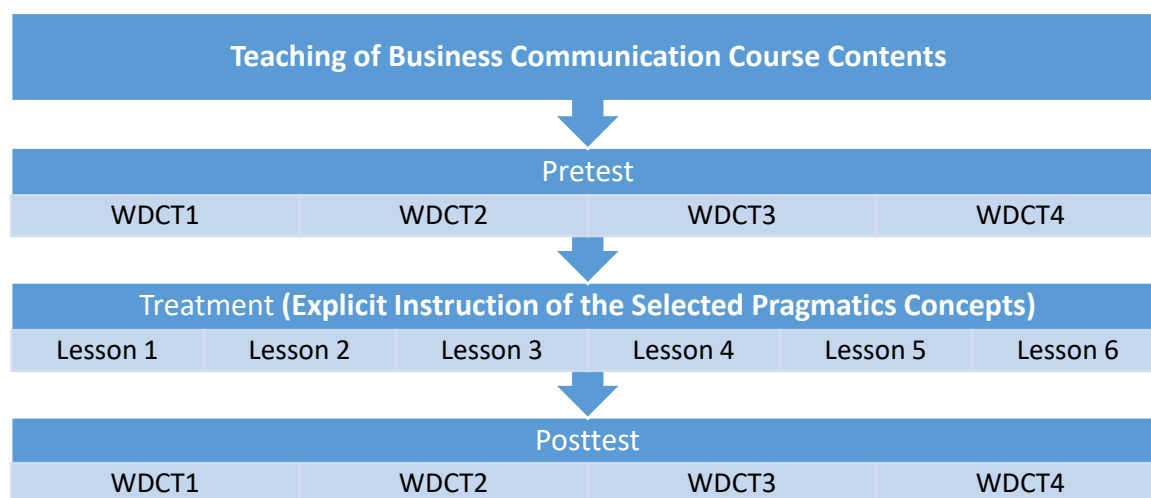 Teaching of Business Communication Course Contents
Pretest
WDCT1 WDCT2 WDCT3 WDCT4
Treatment (Explicit Instruction of the Selected Pragmatics Concepts)
Lesson 1 Lesson 2 Lesson 3 Lesson 4 Lesson 5 Lesson 6
Posttest
WDCT1 WDCT2 WDCT3 WDCT4